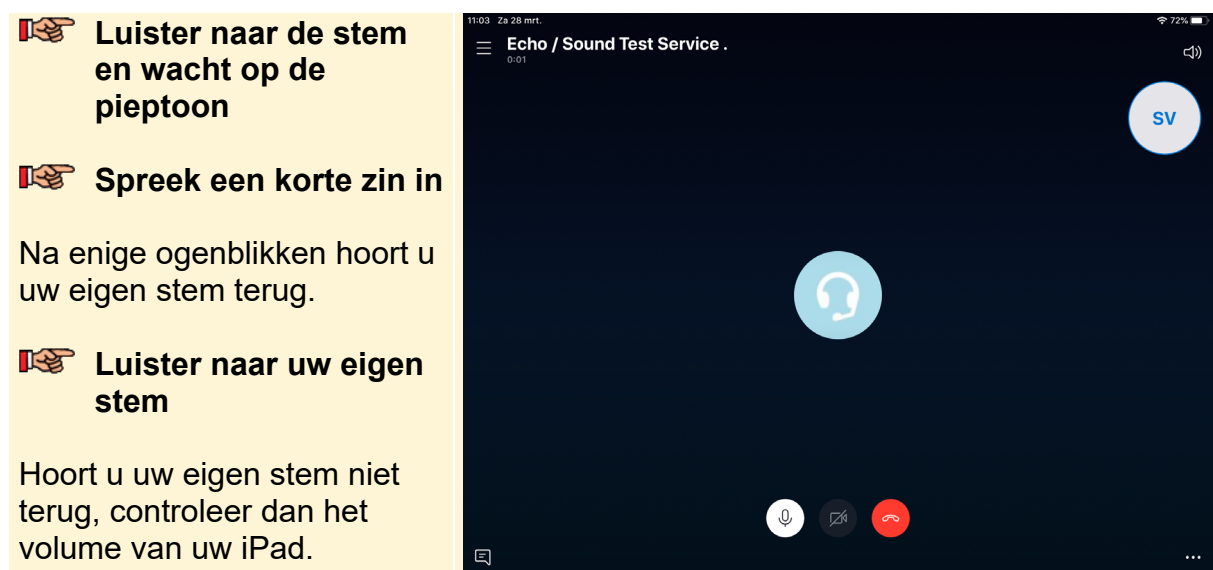 Luister naar de stem
en wacht op de
pieptoon
Spreek een korte zin in
Na enige ogenblikken hoort u
uw eigen stem terug.
Luister naar uw eigen
stem
Hoort u uw eigen stem niet
terug, controleer dan het
volume van uw iPad.
11:03 Za 28 mrt.
72%
Echo / Sound Test Service .
0:01
SV